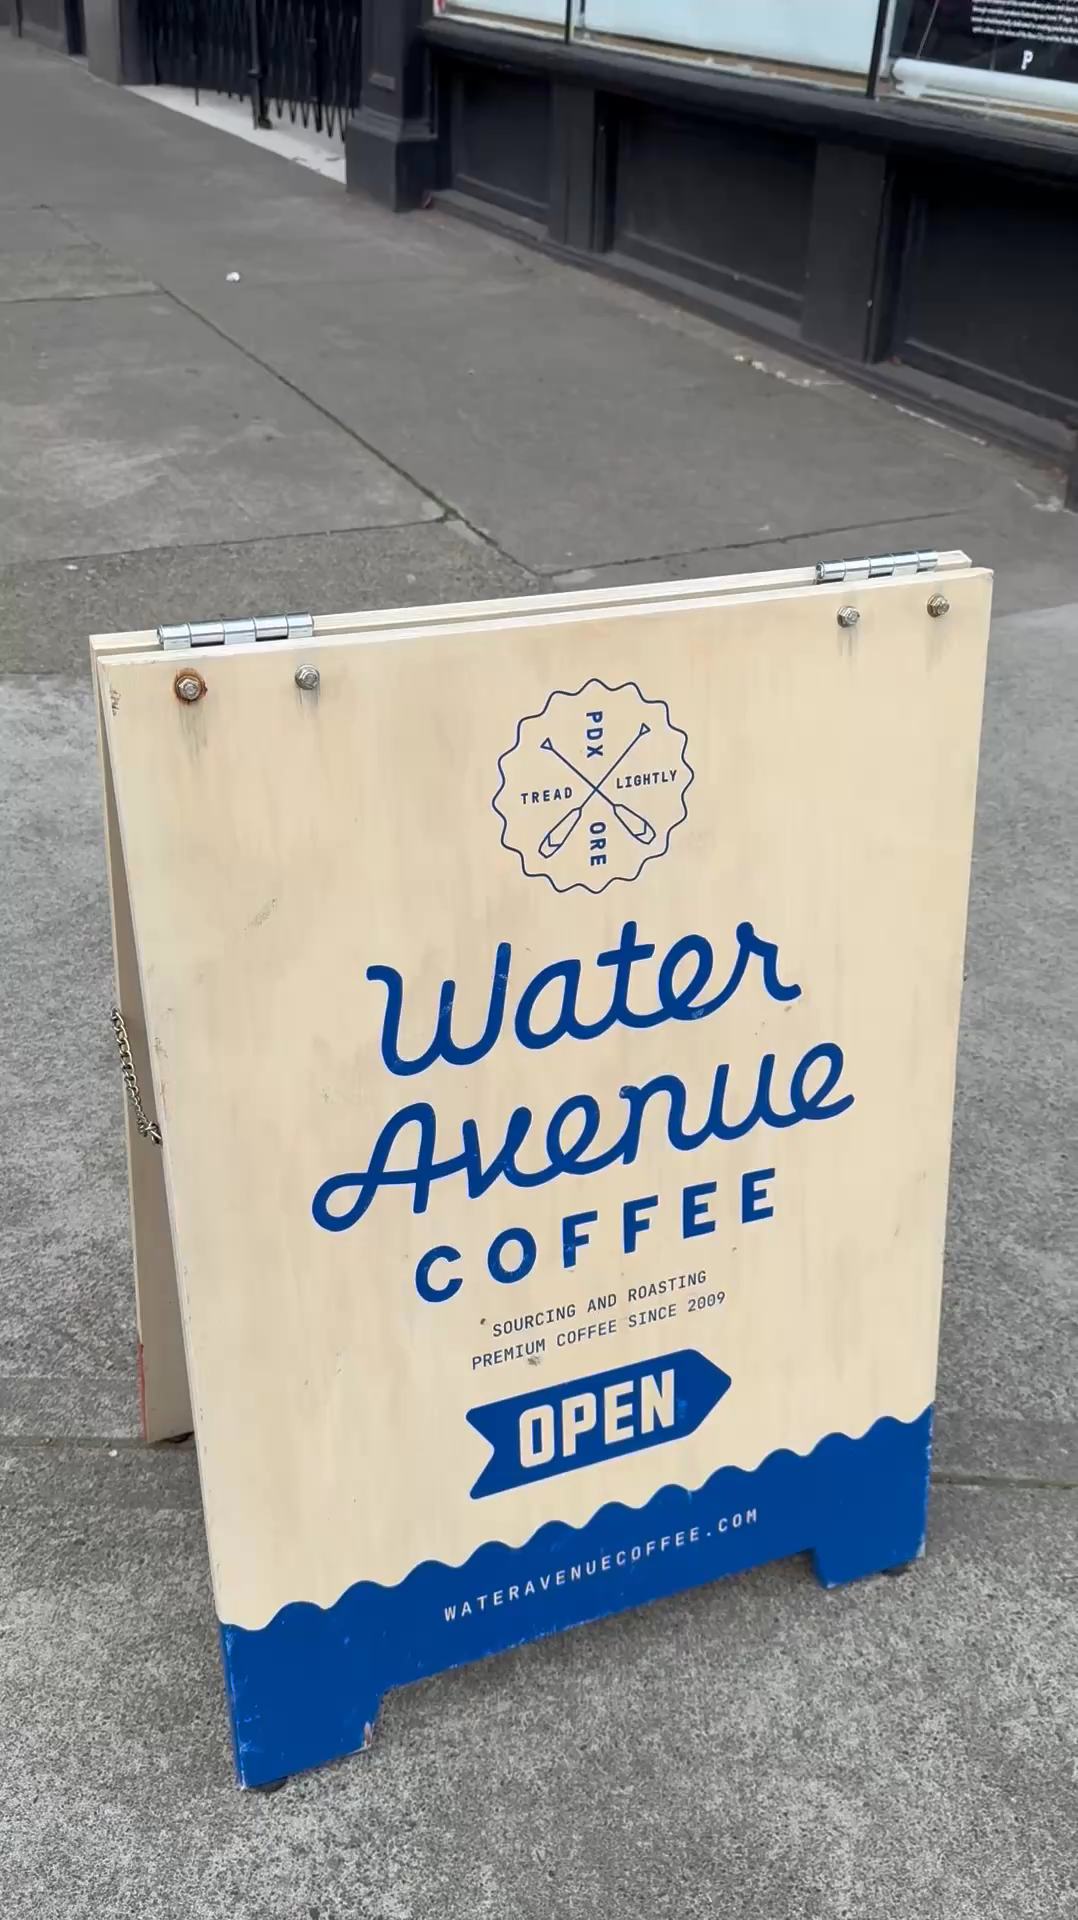 PDX
TREAD LIGHTLY
ORE
Water
Avenue
COFFEE
SOURCING AND ROASTING
PREMIUM COFFEE SINCE 2009
OPEN
WATERAVENUECOFFEE.COM
P